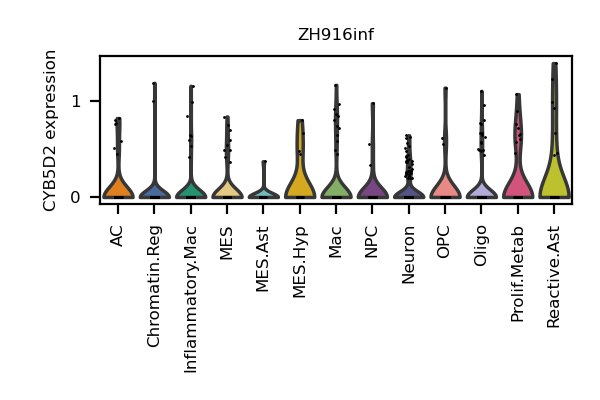 ZH916inf
CYB5D2 expression
1
0
AC
Chromatin.Reg
Inflammatory.Mac
MES
MES.Ast
MES.Hyp
Mac
NPC
Neuron
OPC
Oligo
Prolif.Metab
Reactive.Ast